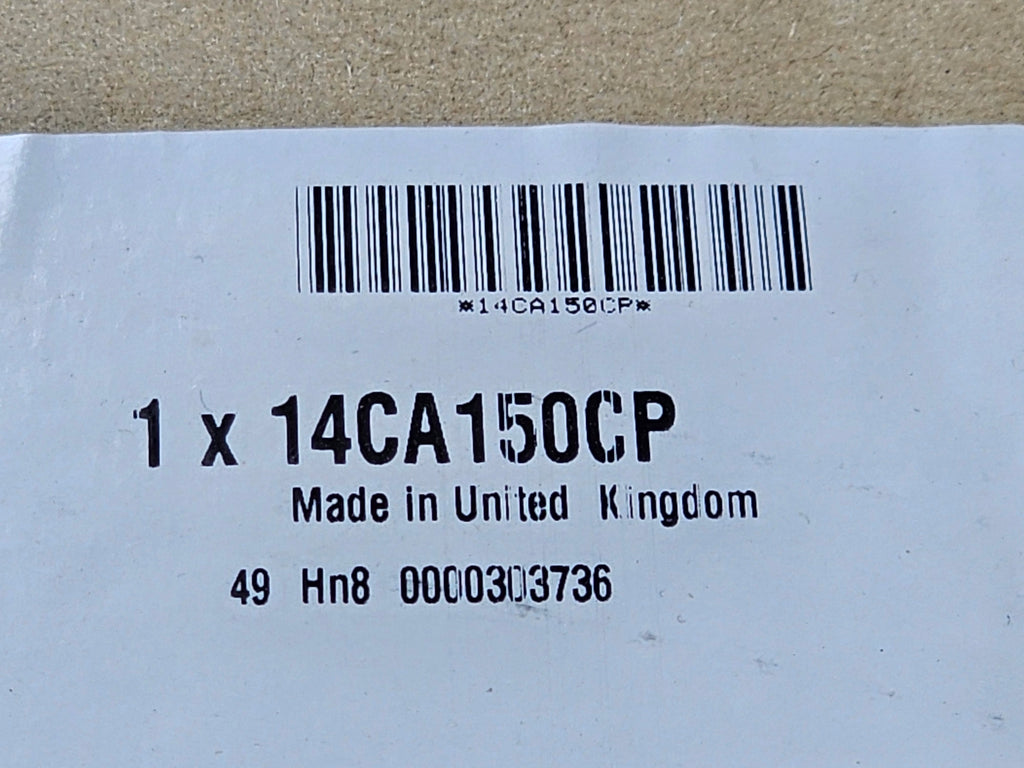 *14CA150CP*
1 x 14CA150CP
Made in United Kingdom
49 Hn8 0000303736